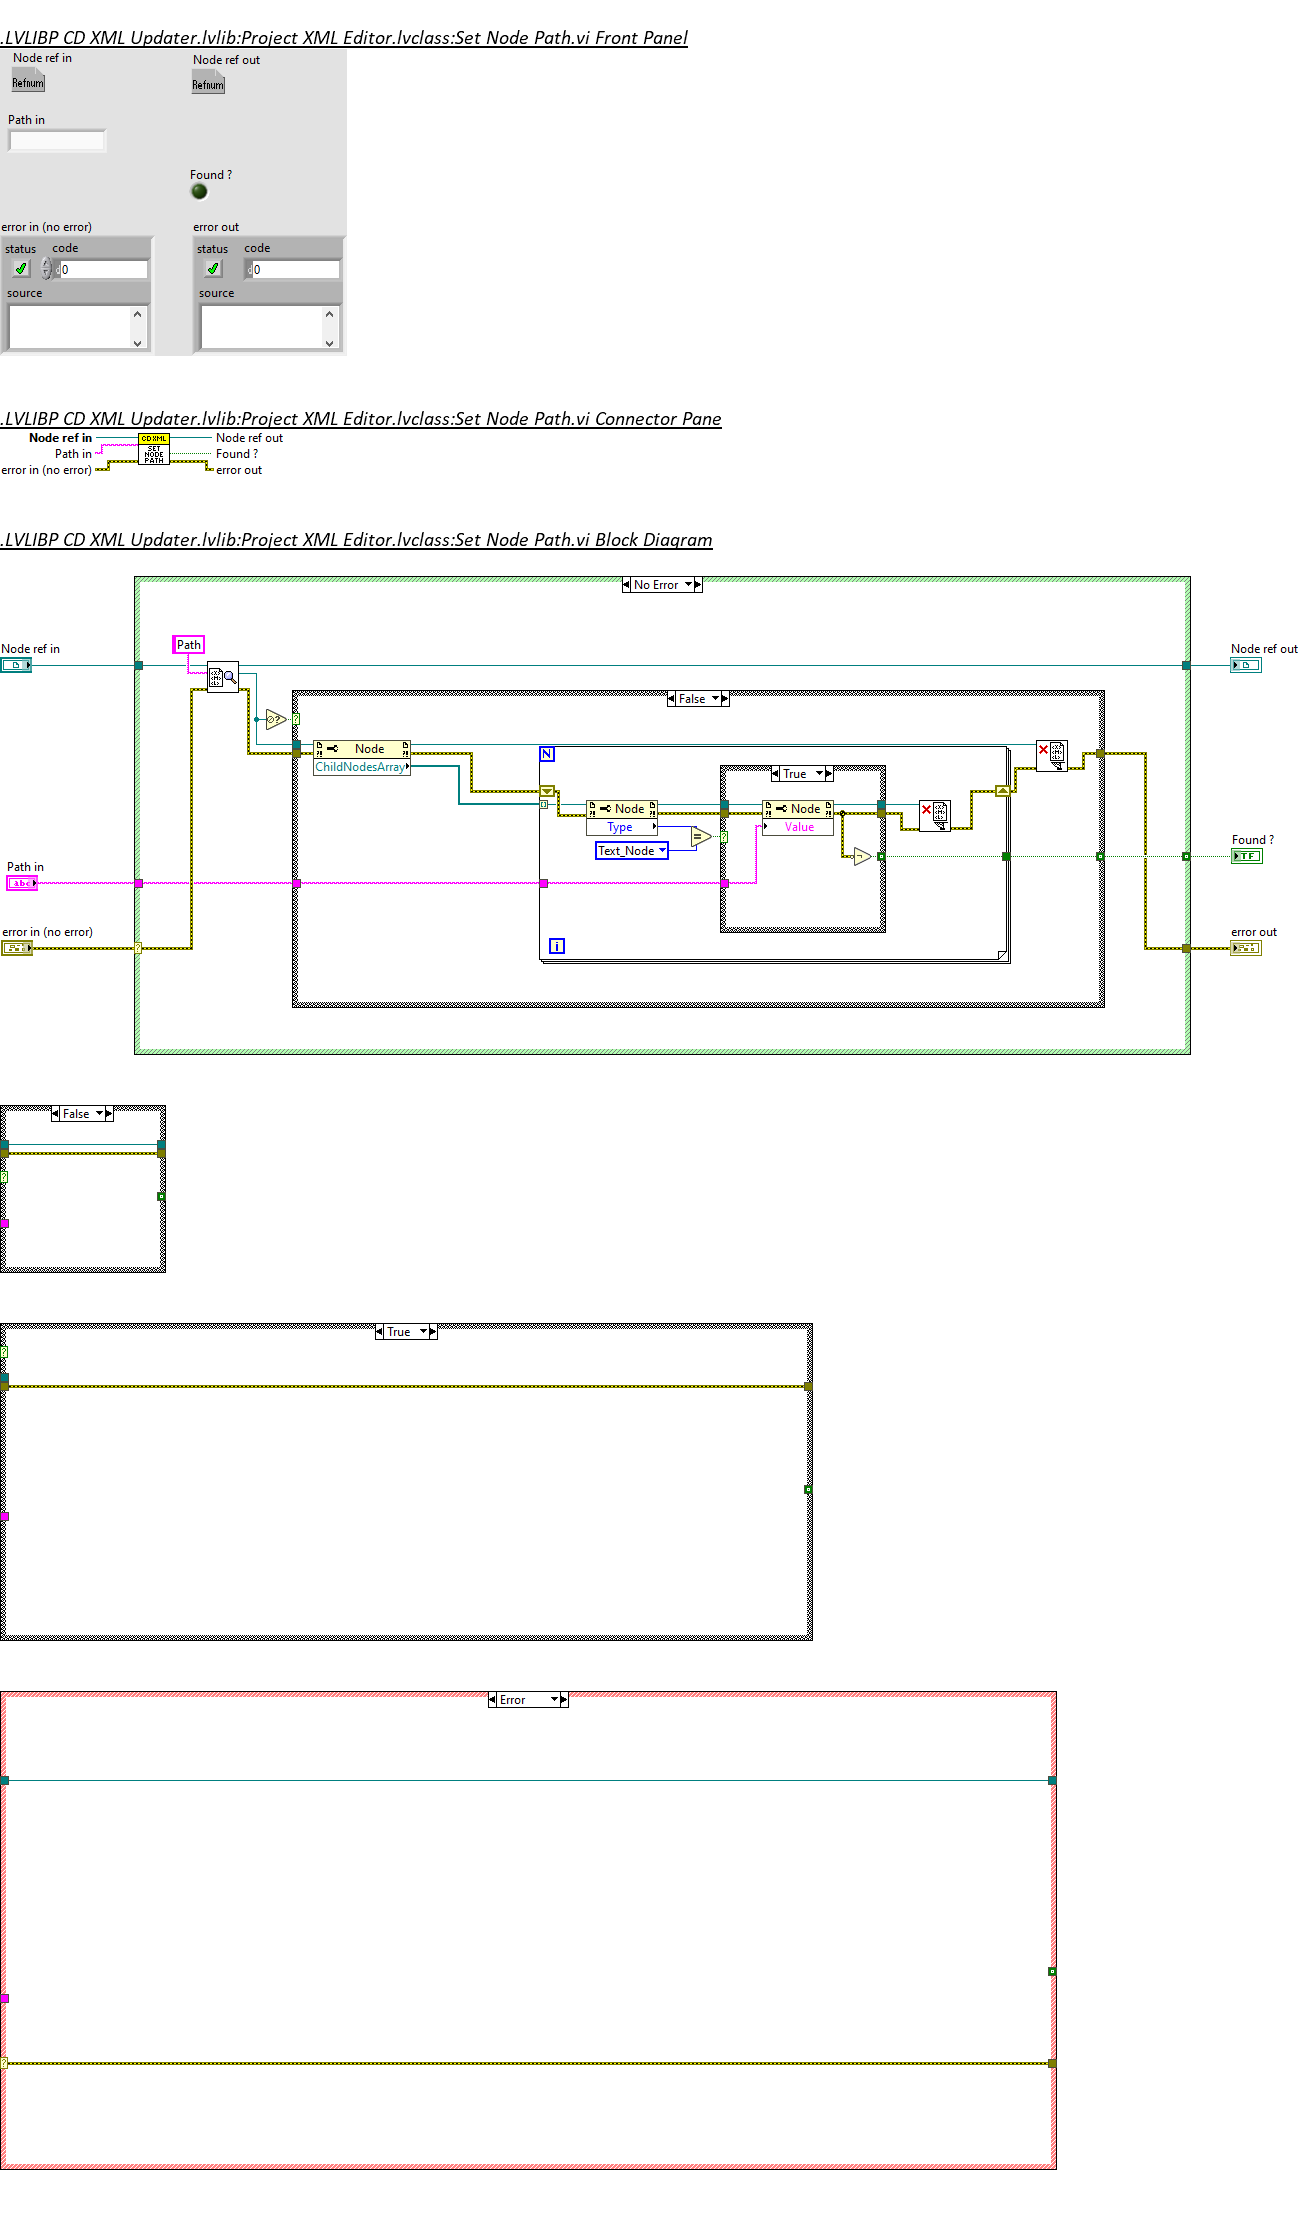 .LVLIBP CD XML Updater.lvlib:Project XML Editor.lvclass:Set Node Path.vi Front Panel
Node ref in
Node ref out
Refnum
Refnum
Path in
Found ?
error in (no error)
error out
status
code
status
code
d
0
d
0
source
source
.LVLIBP CD XML Updater.lvlib:Project XML Editor.lvclass:Set Node Path.vi Connector Pane
Node ref in
CD XML
Node ref out
Path in
SET
NODE
PATH
Found ?
error in (no error)
error out
.LVLIBP CD XML Updater.lvlib:Project XML Editor.lvclass:Set Node Path.vi Block Diagram
No Error
Path
Node ref in
Node ref out
False
?
?
Node
ChildNodesArray
N
True
Node
Type
Node
Value
=
?
Text_Node
Found ?
TF
Path in
abc
error in (no error)
?
i
error out
False
?
True
?
Error
?